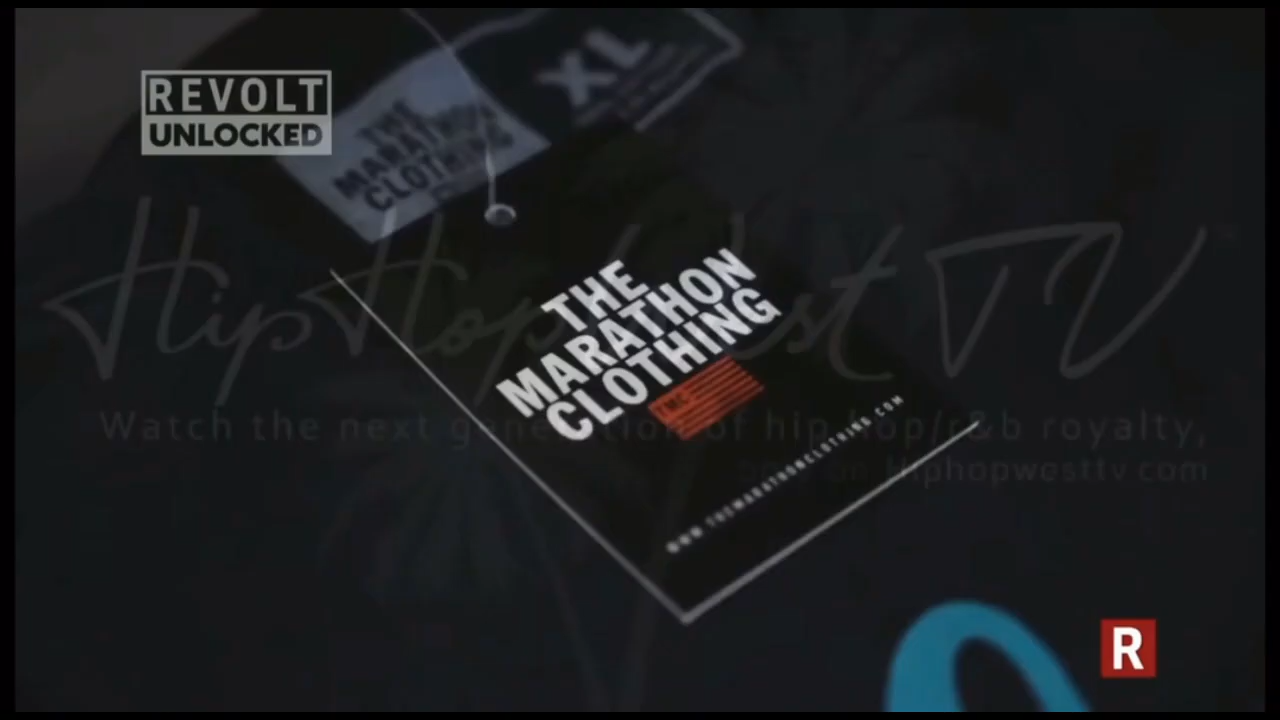 REVOLT
UNLOCKED
XL
THE
MARATHON
CLOTHING
THE
MARATHON
CLOTHING
TMC
WWW.THEMARATHONCLOTHING.COM
HipHopWest TV
Watch the next generation of hip hop/r&b royalty,
Hiphopwesttv.com
R